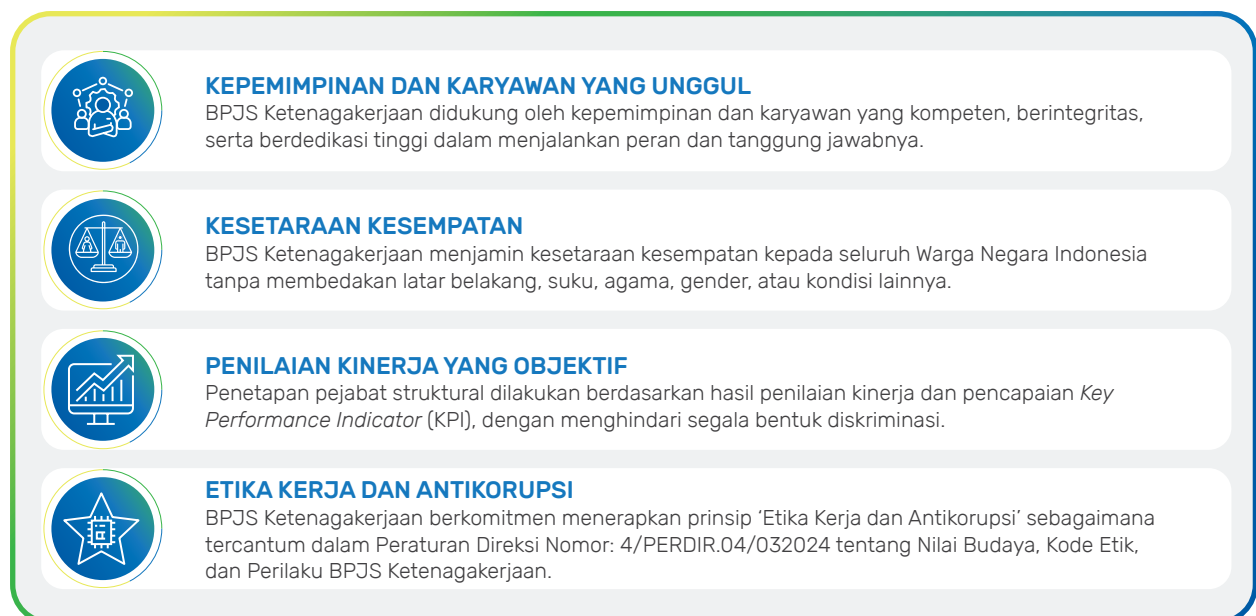 KEPEMIMPINAN DAN KARYAWAN YANG UNGGUL
BPJS Ketenagakerjaan didukung oleh kepemimpinan dan karyawan yang kompeten, berintegritas,
serta berdedikasi tinggi dalam menjalankan peran dan tanggung jawabnya.
KESETARAAN KESEMPATAN
BPJS Ketenagakerjaan menjamin kesetaraan kesempatan kepada seluruh Warga Negara Indonesia
tanpa membedakan latar belakang, suku, agama, gender, atau kondisi lainnya.
PENILAIAN KINERJA YANG OBJEKTIF
Penetapan pejabat struktural dilakukan berdasarkan hasil penilaian kinerja dan pencapaian Key
Performance Indicator (KPI), dengan menghindari segala bentuk diskriminasi.
ETIKA KERJA DAN ANTIKORUPSI
BPJS Ketenagakerjaan berkomitmen menerapkan prinsip ‘Etika Kerja dan Antikorupsi’ sebagaimana
tercantum dalam Peraturan Direksi Nomor: 4/PERDIR.04/032024 tentang Nilai Budaya, Kode Etik,
dan Perilaku BPJS Ketenagakerjaan.